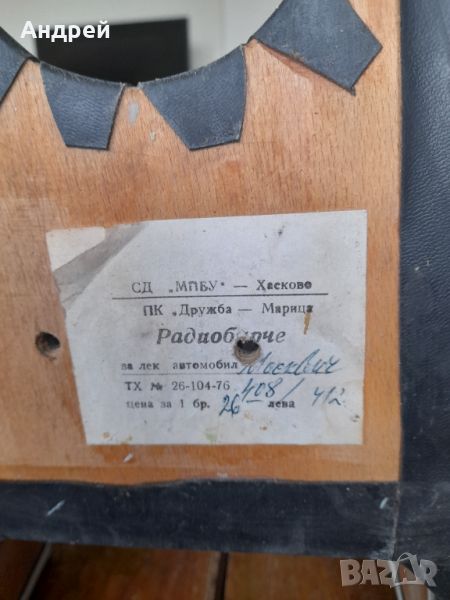 Андрей
СД „МПБУ“ — Хасково
ПК „Дружба — Марица
Радиобарче
за лек автомобил Москвич
ТХ № 26-104-76 408 / 412
цена за 1 бр. 26 лева
BAZAR